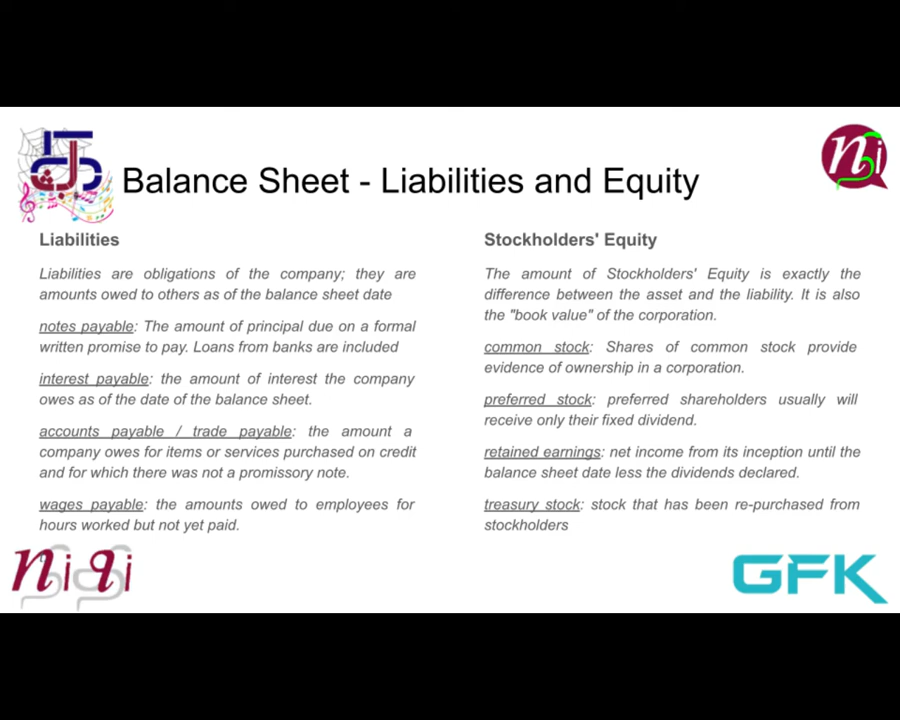 Balance Sheet - Liabilities and Equity
Liabilities
Liabilities are obligations of the company; they are
amounts owed to others as of the balance sheet date
notes payable: The amount of principal due on a formal
written promise to pay. Loans from banks are included
interest payable: the amount of interest the company
owes as of the date of the balance sheet.
accounts payable / trade payable: the amount a
company owes for items or services purchased on credit
and for which there was not a promissory note.
wages payable: the amounts owed to employees for
hours worked but not yet paid.
Stockholders' Equity
The amount of Stockholders' Equity is exactly the
difference between the asset and the liability. It is also
the "book value" of the corporation.
common stock: Shares of common stock provide
evidence of ownership in a corporation.
preferred stock: preferred shareholders usually will
receive only their fixed dividend.
retained earnings: net income from its inception until the
balance sheet date less the dividends declared.
treasury stock: stock that has been re-purchased from
stockholders
ni
niqi
GFK